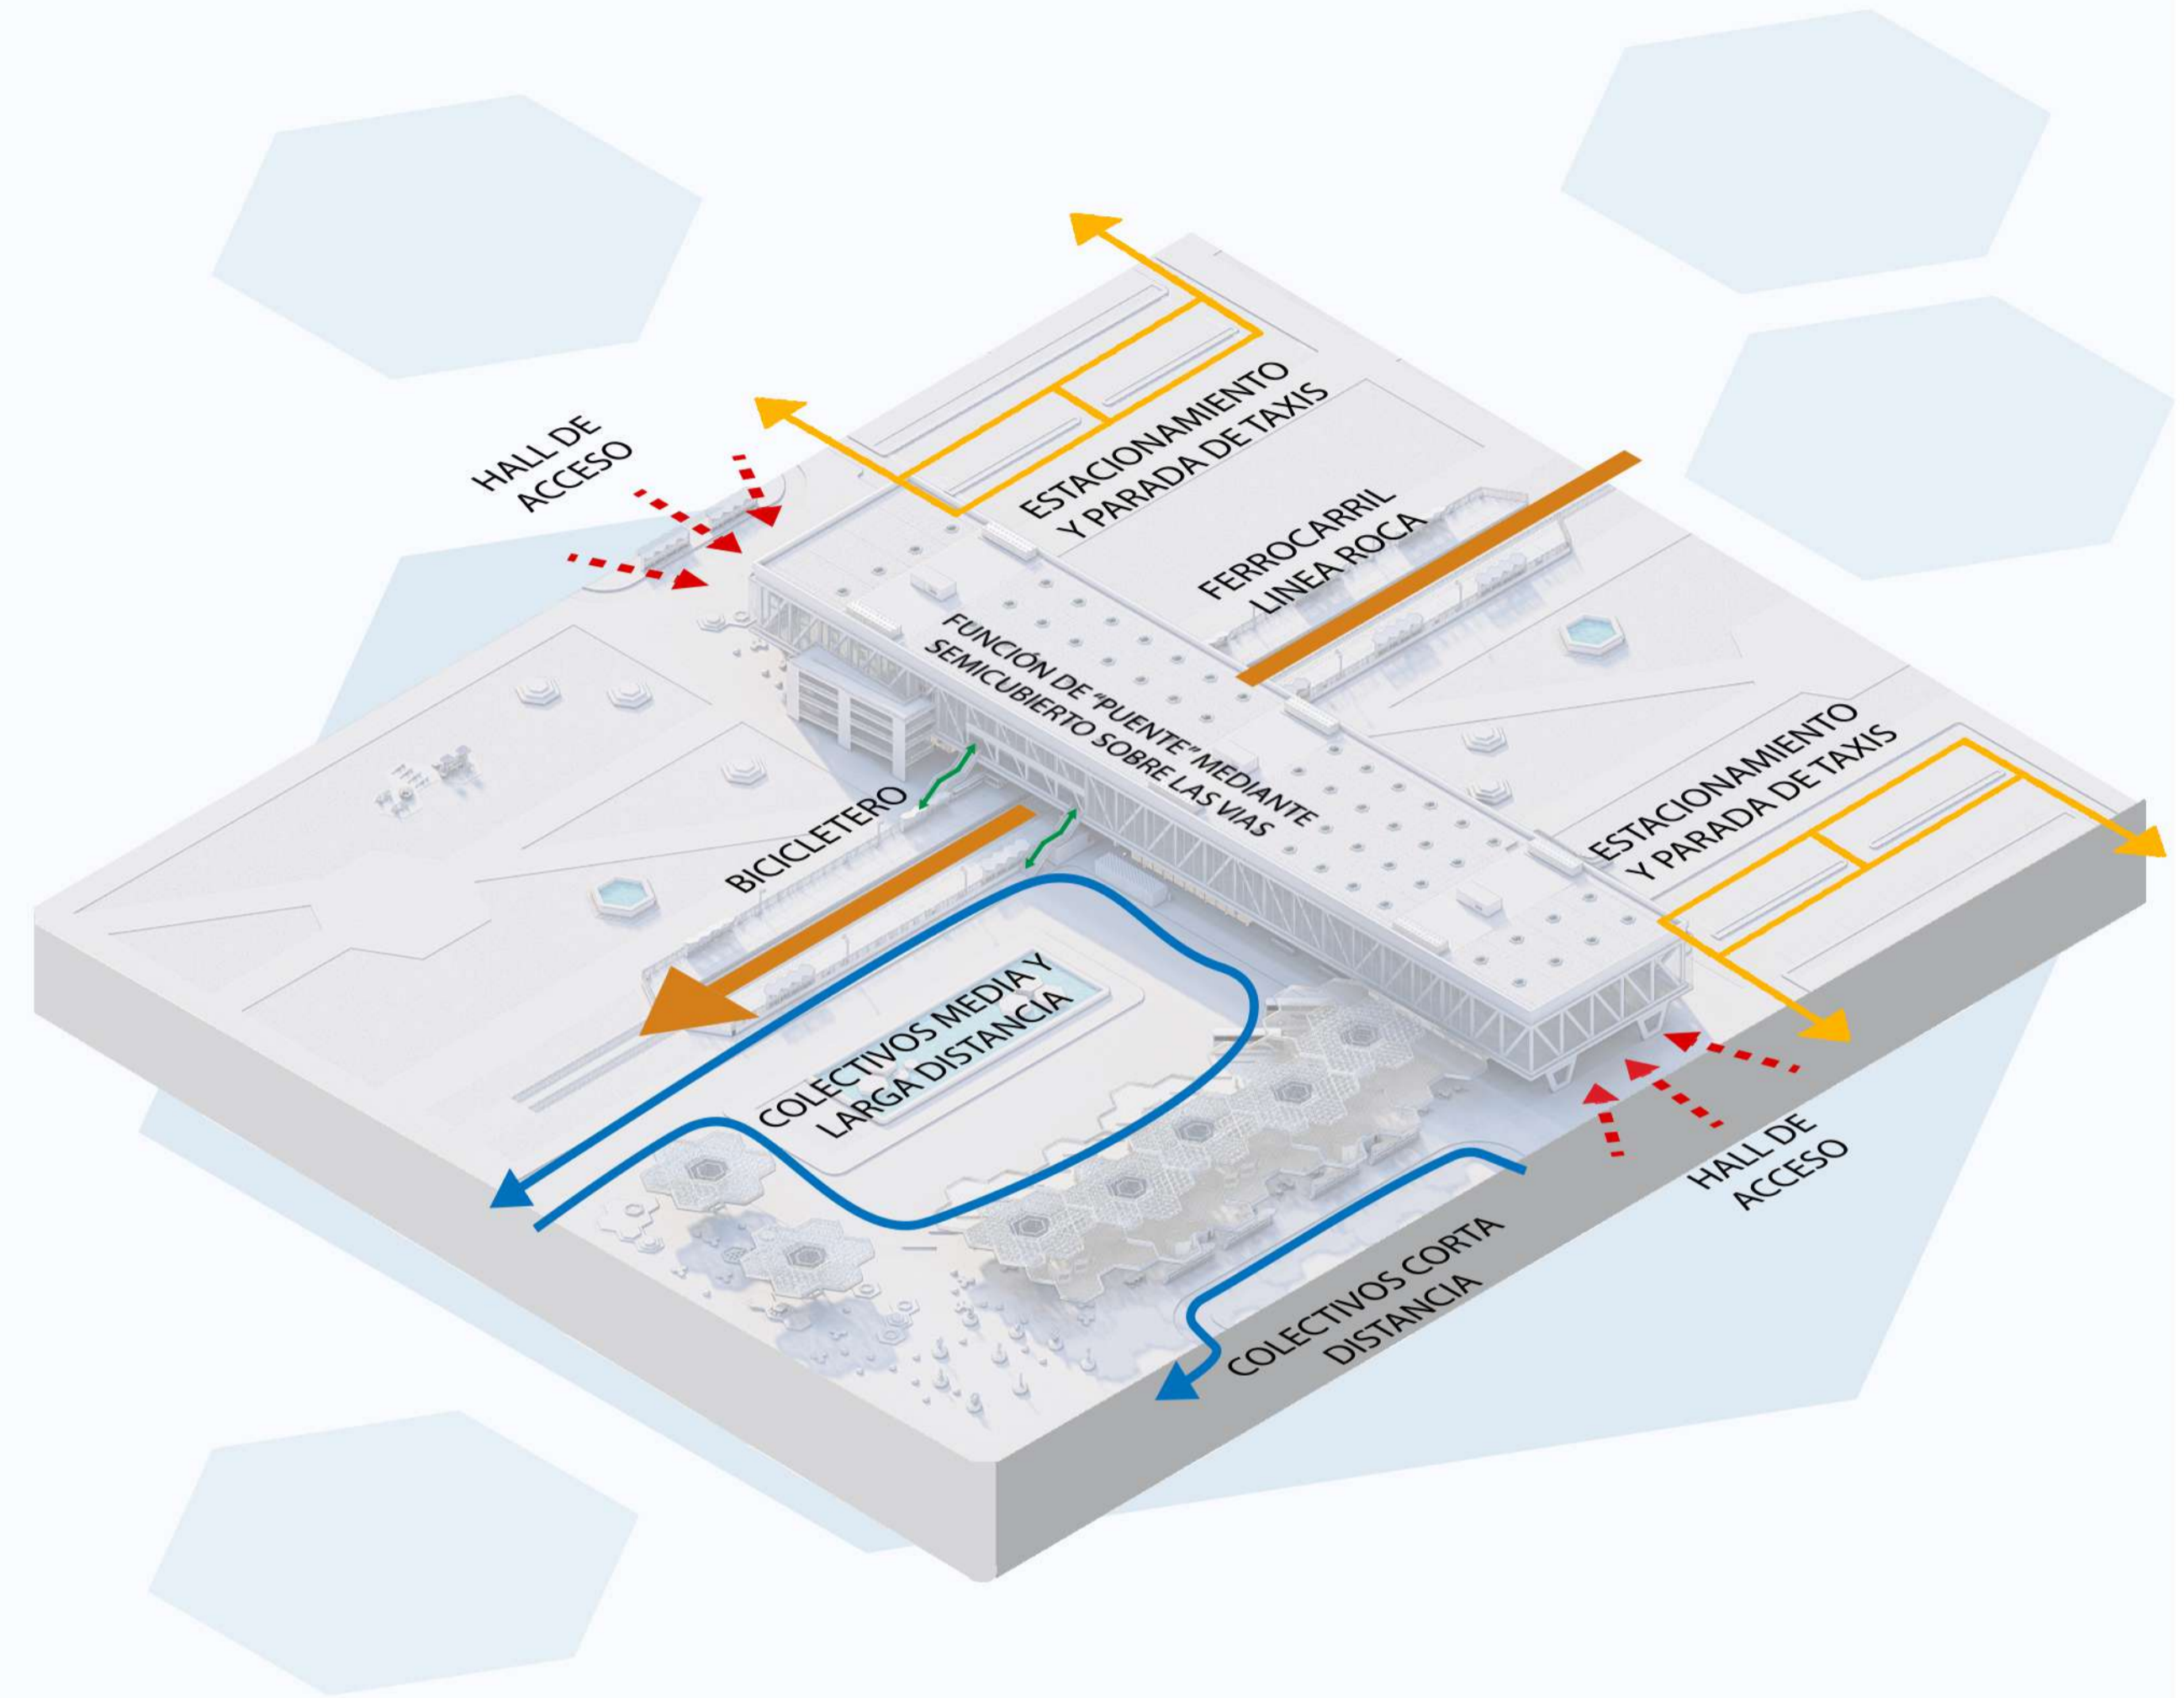 HALL DE
ACCESO
ESTACIONAMIENTO
Y PARADA DE TAXIS
FERROCARRIL
LINEA ROCA
FUNCIÓN DE "PUENTE" MEDIANTE
SEMICUBIERTO SOBRE LAS VIAS
BICICLETERO
ESTACIONAMIENTO
Y PARADA DE TAXIS
COLECTIVOS MEDIA Y
LARGA DISTANCIA
HALL DE
ACCESO
COLECTIVOS CORTA
DISTANCIA